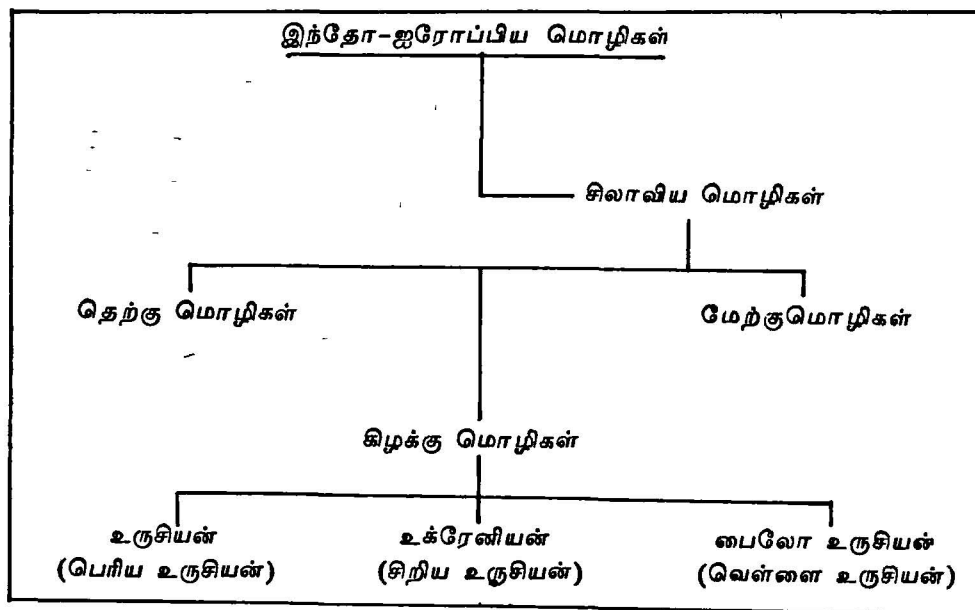 இந்தோ-ஐரோப்பிய மொழிகள்
சிலாவிய மொழிகள்
தெற்கு மொழிகள்
மேற்குமொழிகள்
கிழக்கு மொழிகள்
உருசியன்
(பெரிய உருசியன்)
உக்ரேனியன்
(சிறிய உருசியன்)
பைலோ உருசியன்
(வெள்ளை உருசியன்)